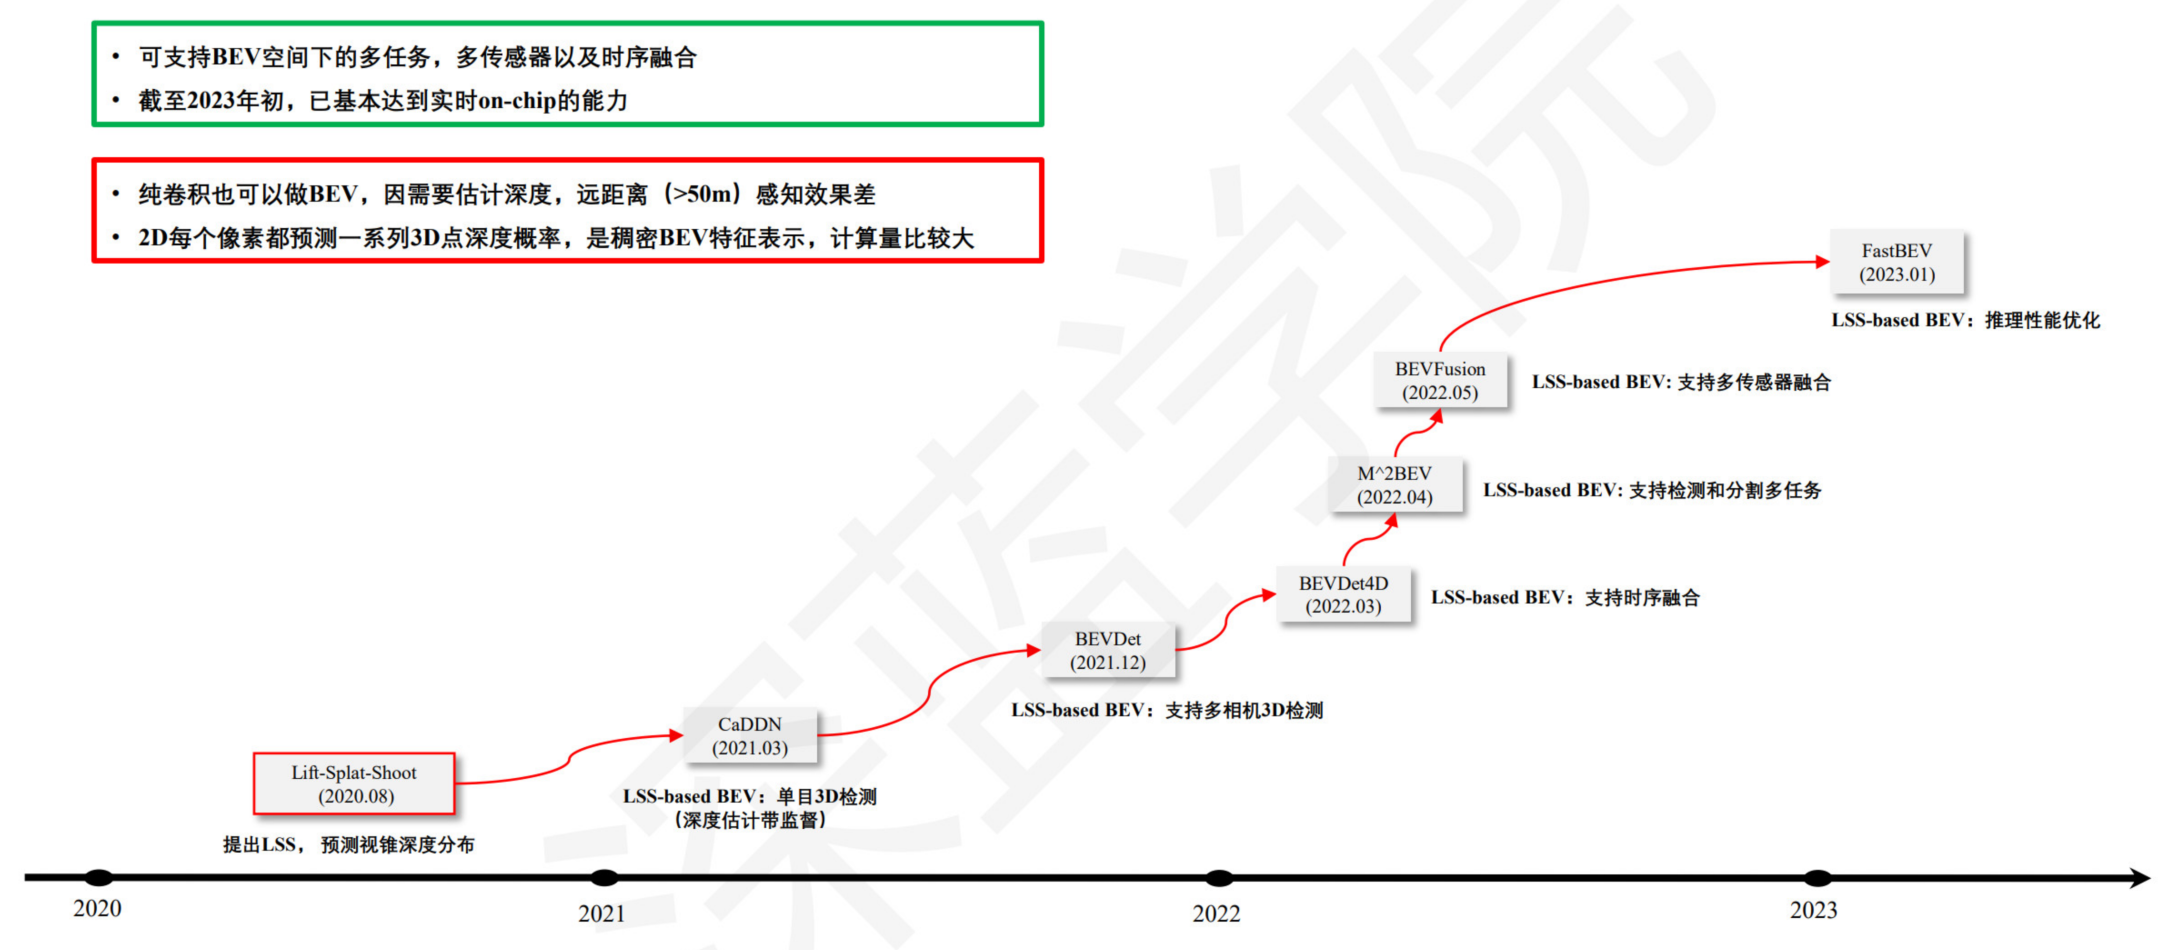 • 可支持BEV空间下的多任务，多传感器以及时序融合
• 截至2023年初，已基本达到实时on-chip的能力
• 纯卷积也可以做BEV，因需要估计深度，远距离（>50m）感知效果差
• 2D每个像素都预测一系列3D点深度概率，是稠密BEV特征表示，计算量比较大
FastBEV
(2023.01)
LSS-based BEV：推理性能优化
BEVFusion
(2022.05)
LSS-based BEV: 支持多传感器融合
M^2BEV
(2022.04)
LSS-based BEV: 支持检测和分割多任务
BEVDet4D
(2022.03)
LSS-based BEV：支持时序融合
BEVDet
(2021.12)
LSS-based BEV：支持多相机3D检测
CaDDN
(2021.03)
LSS-based BEV：单目3D检测
（深度估计带监督）
Lift-Splat-Shoot
(2020.08)
提出LSS， 预测视锥深度分布
2020
2021
2022
2023
深蓝学院